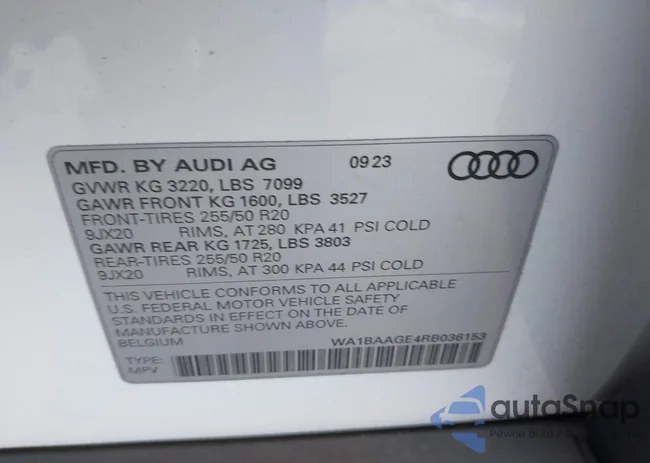 MFD. BY AUDI AG 09 23
GVWR KG 3220, LBS 7099
GAWR FRONT KG 1600, LBS 3527
FRONT-TIRES 255/50 R20
9JX20 RIMS, AT 280 KPA 41 PSI COLD
GAWR REAR KG 1725, LBS 3803
REAR-TIRES 255/50 R20
9JX20 RIMS, AT 300 KPA 44 PSI COLD
THIS VEHICLE CONFORMS TO ALL APPLICABLE
U.S. FEDERAL MOTOR VEHICLE SAFETY
STANDARDS IN EFFECT ON THE DATE OF
MANUFACTURE SHOWN ABOVE.
BELGIUM WA1BAAGE4RB036153
TYPE:
MPV
autaSnap
Pewne auta z